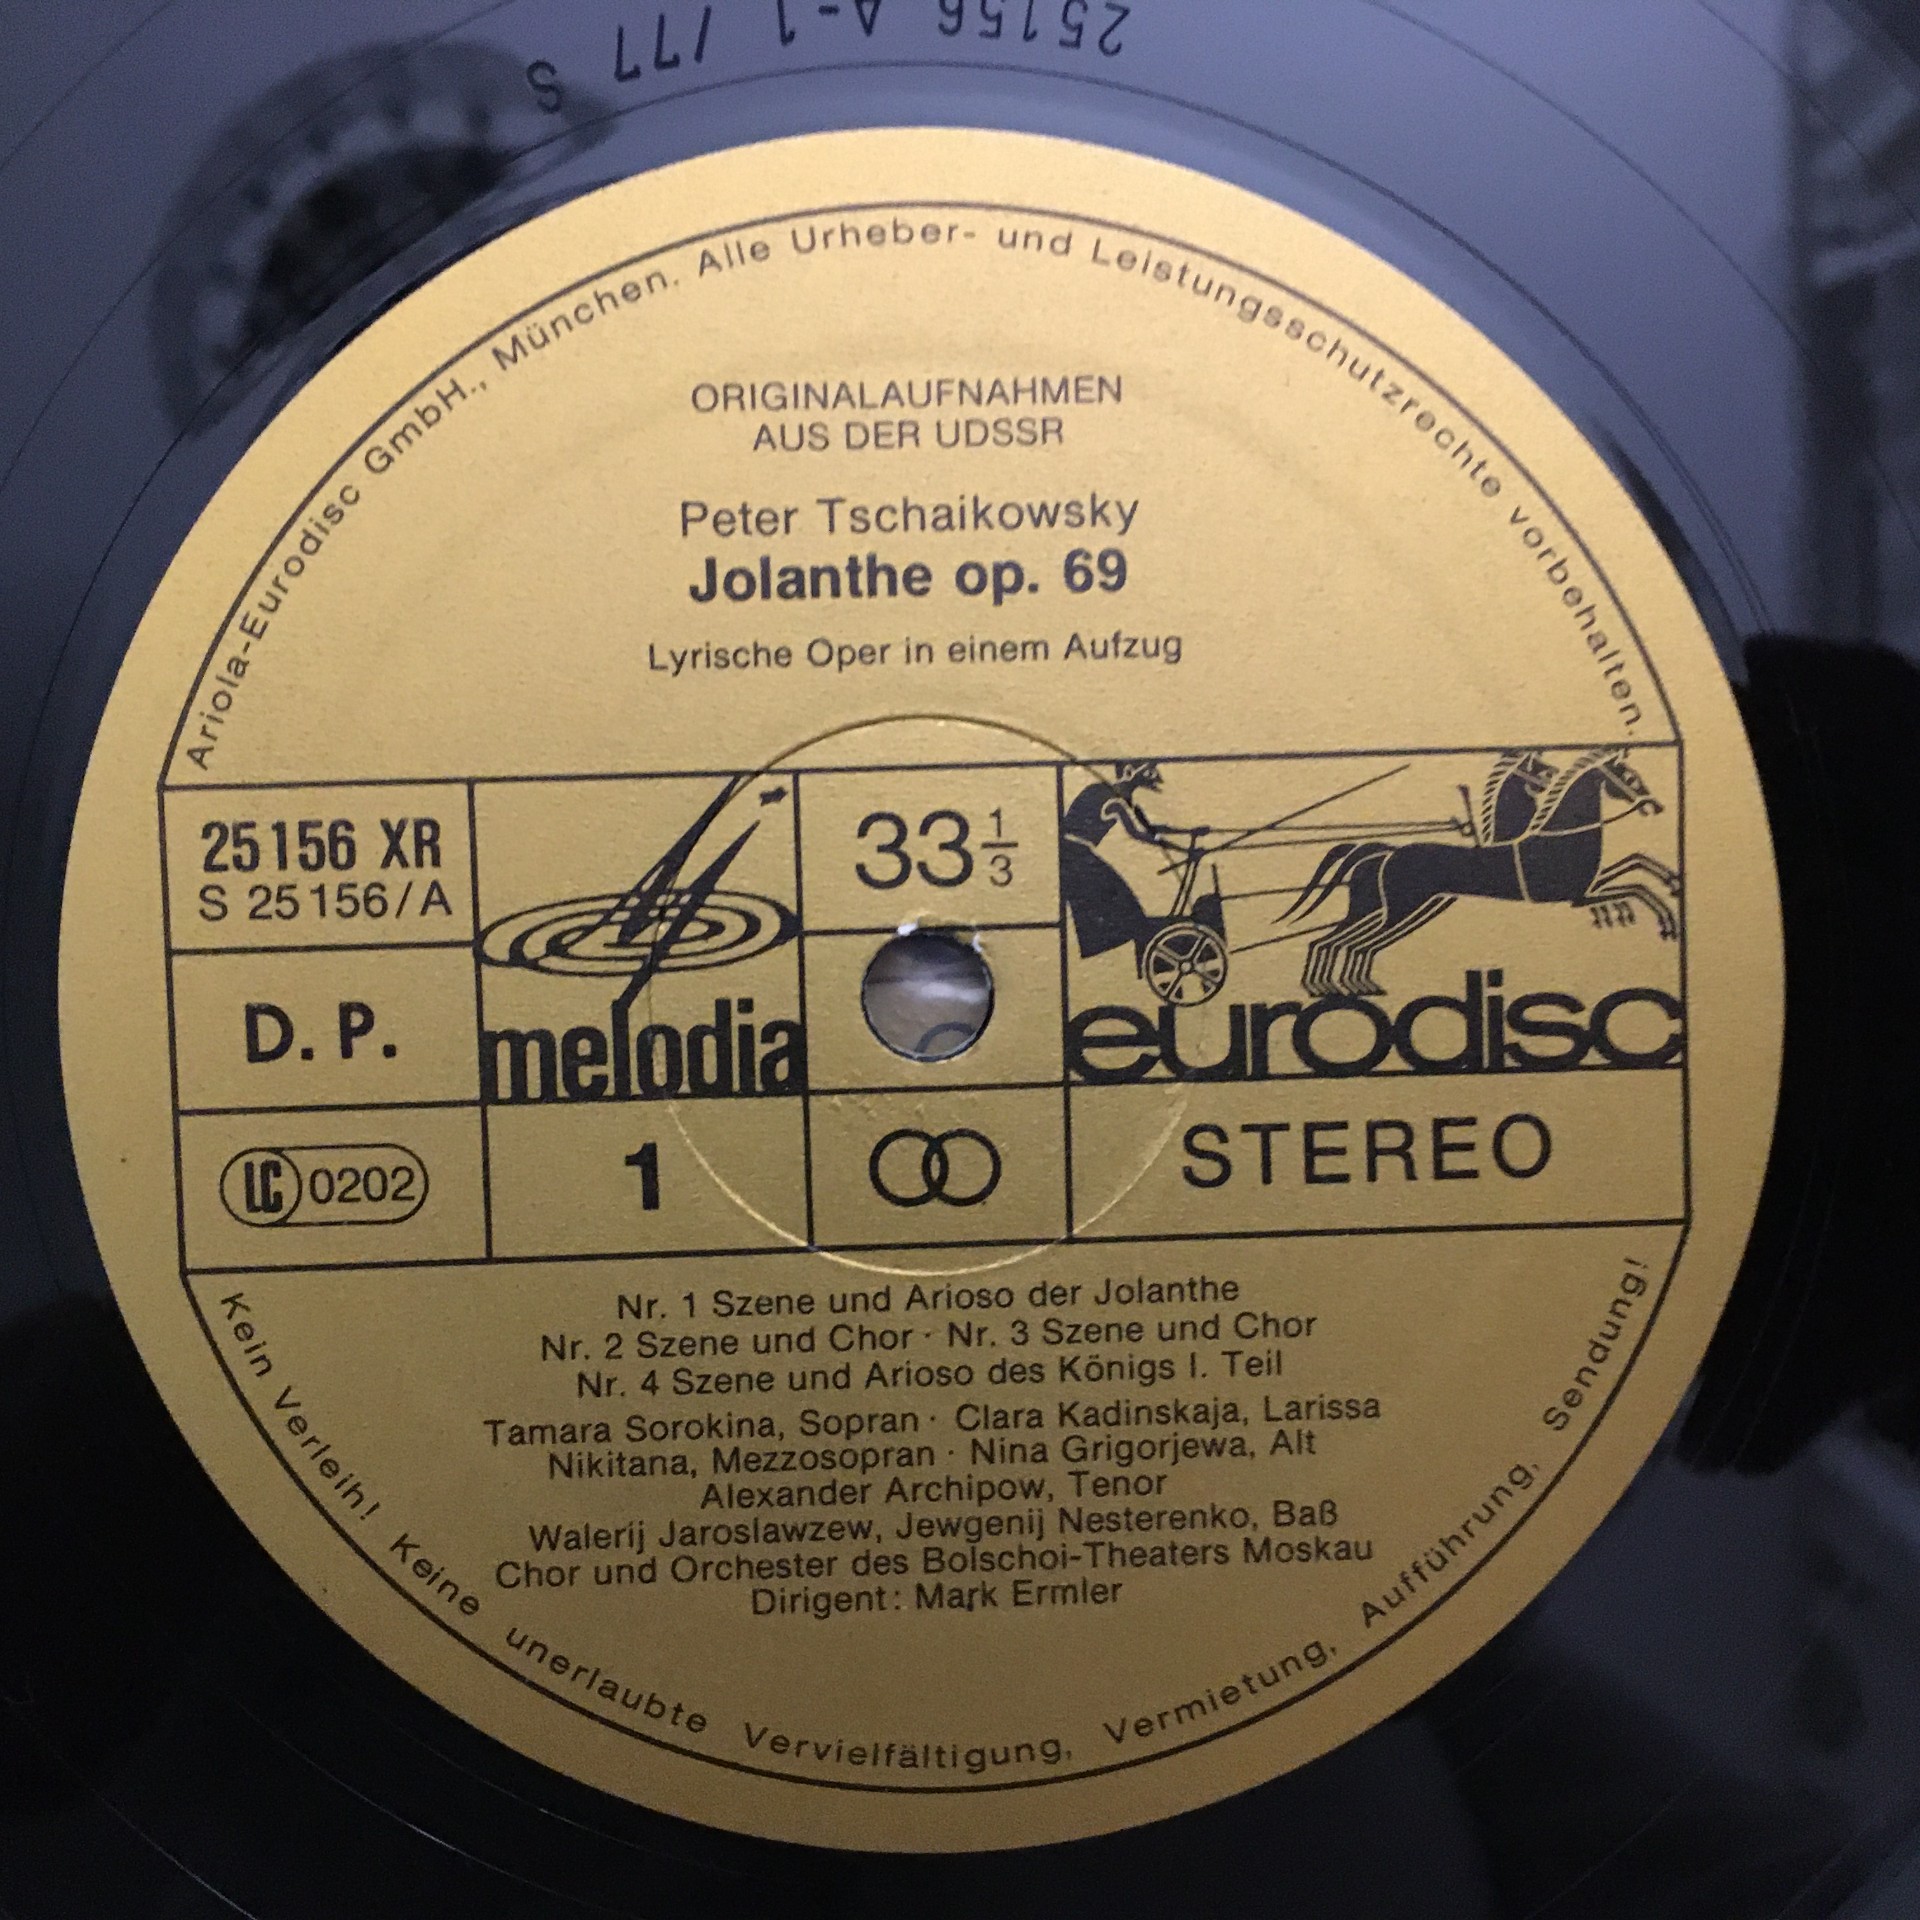 25156 A-1 /77 S
Ariola-Eurodisc GmbH., München. Alle Urheber- und Leistungsschutzrechte vorbehalten.
ORIGINALAUFNAHMEN
AUS DER UDSSR
Peter Tschaikowsky
Jolanthe op. 69
Lyrische Oper in einem Aufzug
25156 XR
S 25156/A
D. P.
LC 0202
melodia
1
33 1/3
eurodisc
STEREO
Nr. 1 Szene und Arioso der Jolanthe
Nr. 2 Szene und Chor · Nr. 3 Szene und Chor
Nr. 4 Szene und Arioso des Königs I. Teil
Tamara Sorokina, Sopran · Clara Kadinskaja, Larissa
Nikitana, Mezzosopran · Nina Grigorjewa, Alt
Alexander Archipow, Tenor
Walerij Jaroslawzew, Jewgenij Nesterenko, Baß
Chor und Orchester des Bolschoi-Theaters Moskau
Dirigent: Mark Ermler
Kein Verleih! Keine unerlaubte Vervielfältigung, Vermietung, Aufführung, Sendung!